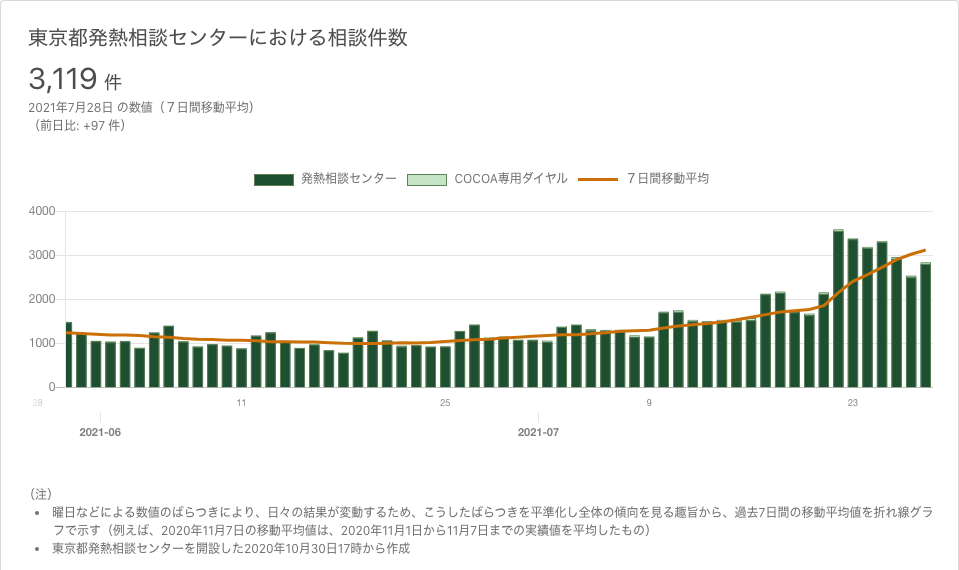 東京都発熱相談センターにおける相談件数
3,119 件
2021年7月28日 の数値（７日間移動平均）
（前日比: +97 件）
発熱相談センター COCOA専用ダイヤル ７日間移動平均
4000
3000
2000
1000
0
28 11 25 9 23
2021-06 2021-07
（注）
• 曜日などによる数値のばらつきにより、日々の結果が変動するため、こうしたばらつきを平準化し全体の傾向を見る趣旨から、過去7日間の移動平均値を折れ線グラ
フで示す（例えば、2020年11月7日の移動平均値は、2020年11月1日から11月7日までの実績値を平均したもの）
• 東京都発熱相談センターを開設した2020年10月30日17時から作成